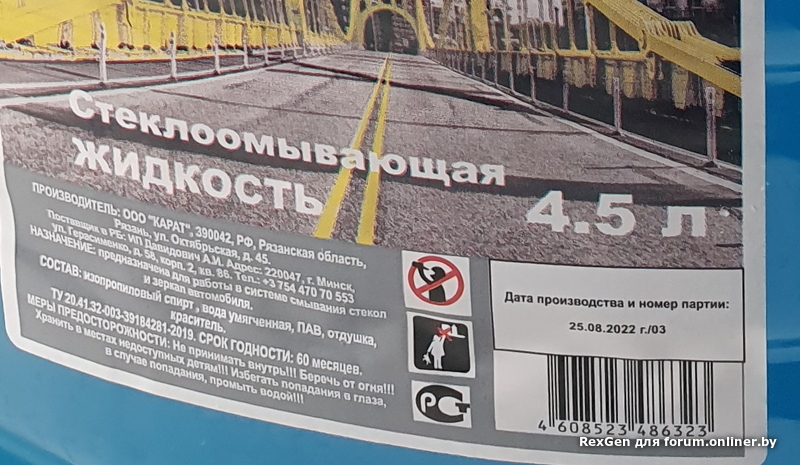 Стеклоомывающая
жидкость
4.5 л
ПРОИЗВОДИТЕЛЬ: ООО "КАРАТ", 390042, РФ, Рязанская область,
Рязань, ул. Октябрьская, д. 45.
Поставщик в РБ: ИП Давидович А.И. Адрес: 220047, г. Минск,
ул. Герасименко, д. 58, корп. 2, кв. 86. Тел.: +3 754 470 70 553
НАЗНАЧЕНИЕ: предназначена для работы в системе смывания стекол
и зеркал автомобиля.
СОСТАВ: изопропиловый спирт , вода умягченная, ПАВ, отдушка,
краситель.
ТУ 20.41.32-003-39184281-2019. СРОК ГОДНОСТИ: 60 месяцев.
МЕРЫ ПРЕДОСТОРОЖНОСТИ: Не принимать внутрь!!! Беречь от огня!!!
Хранить в местах недоступных детям!!! Избегать попадания в глаза,
в случае попадания, промыть водой!!!
РСТ
Дата производства и номер партии:
25.08.2022 г./03
4 608523 486323
RexGen для forum.onliner.by